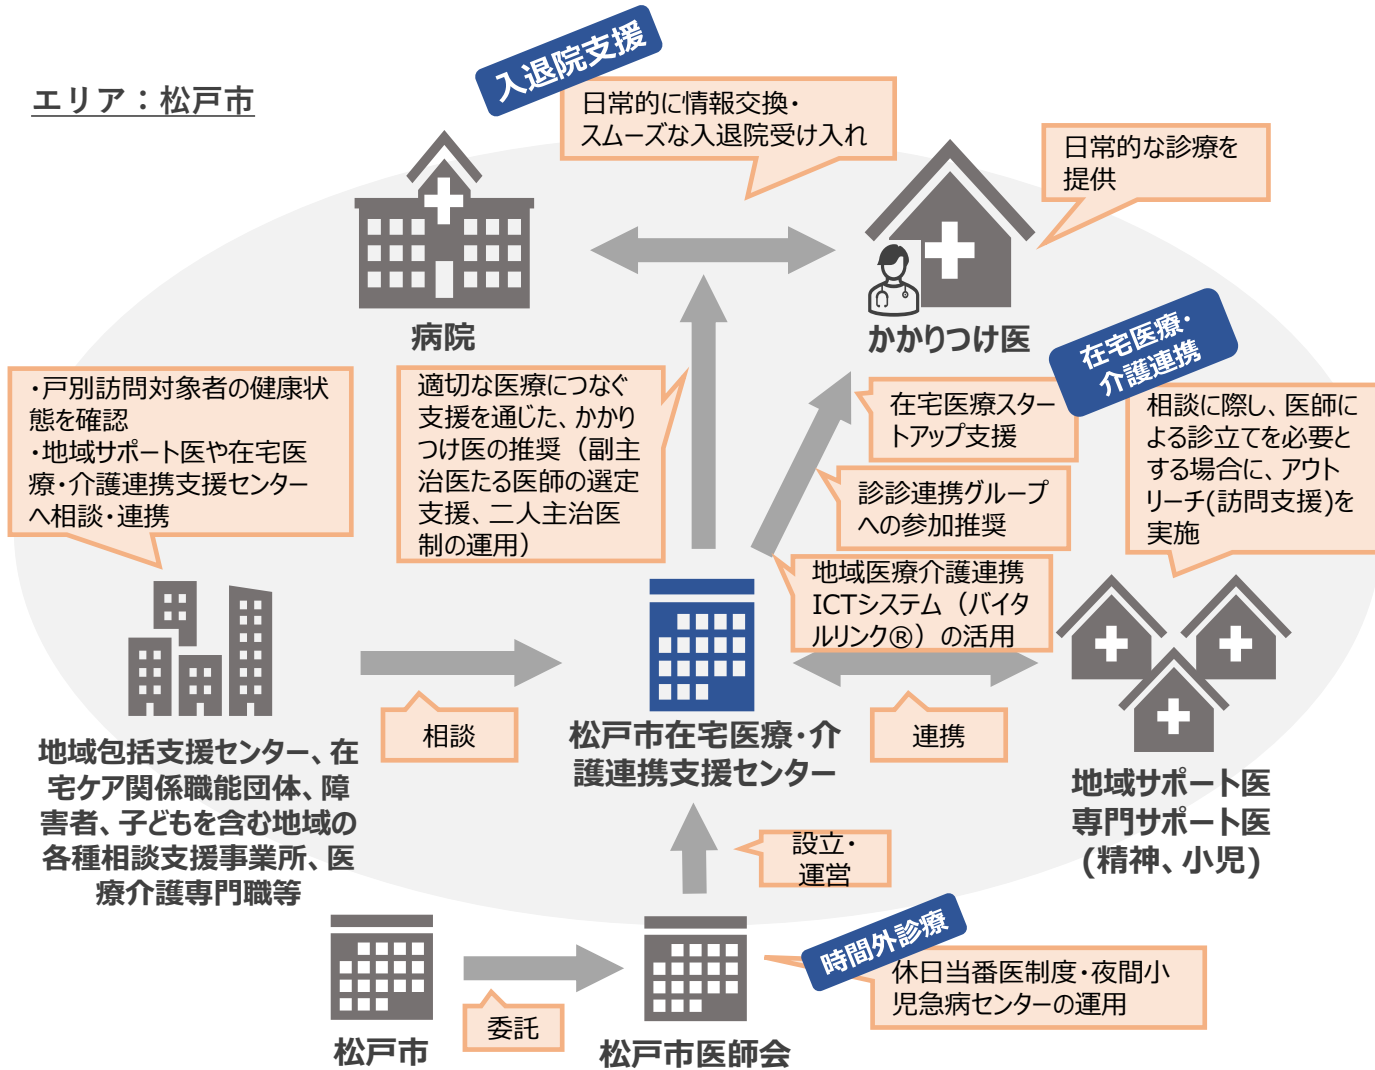 エリア：松戸市
入退院支援
日常的に情報交換・
スムーズな入退院受け入れ
日常的な診療を
提供
病院
かかりつけ医
在宅医療・
介護連携
・戸別訪問対象者の健康状
態を確認
・地域サポート医や在宅医
療・介護連携支援センター
へ相談・連携
適切な医療につなぐ
支援を通じた、かかり
つけ医の推奨（副主
治医たる医師の選定
支援、二人主治医
制の運用）
在宅医療スター
トアップ支援
診診連携グループ
への参加推奨
地域医療介護連携
ICTシステム（バイタ
ルリンク®）の活用
相談に際し、医師に
よる診立てを必要と
する場合に、アウト
リーチ(訪問支援)を
実施
相談
連携
地域包括支援センター、在
宅ケア関係職能団体、障
害者、子どもを含む地域の
各種相談支援事業所、医
療介護専門職等
松戸市在宅医療・介
護連携支援センター
地域サポート医
専門サポート医
(精神、小児)
設立・
運営
時間外診療
休日当番医制度・夜間小
児急病センターの運用
委託
松戸市
松戸市医師会